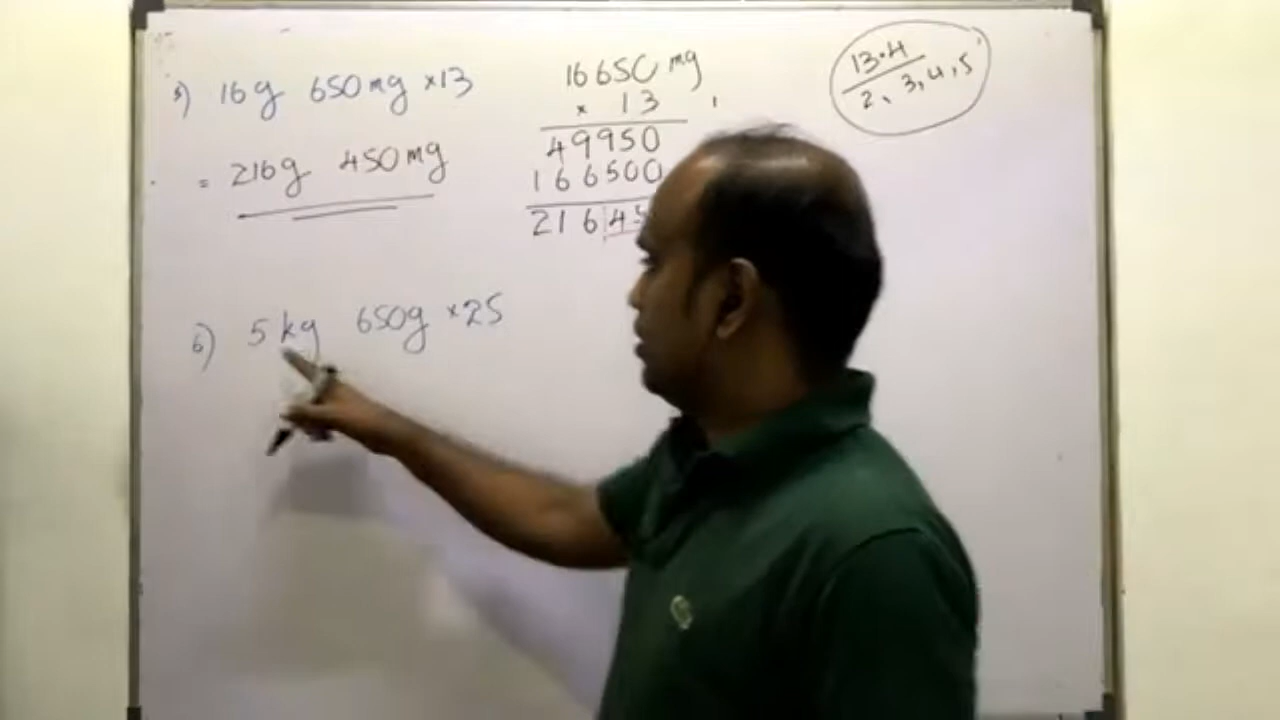 5) 16g 650mg ×13
= 216g 450mg
16650 mg
× 13
49950
166500
21645
13.4
2, 3, 4, 5
6) 5kg 650g ×25